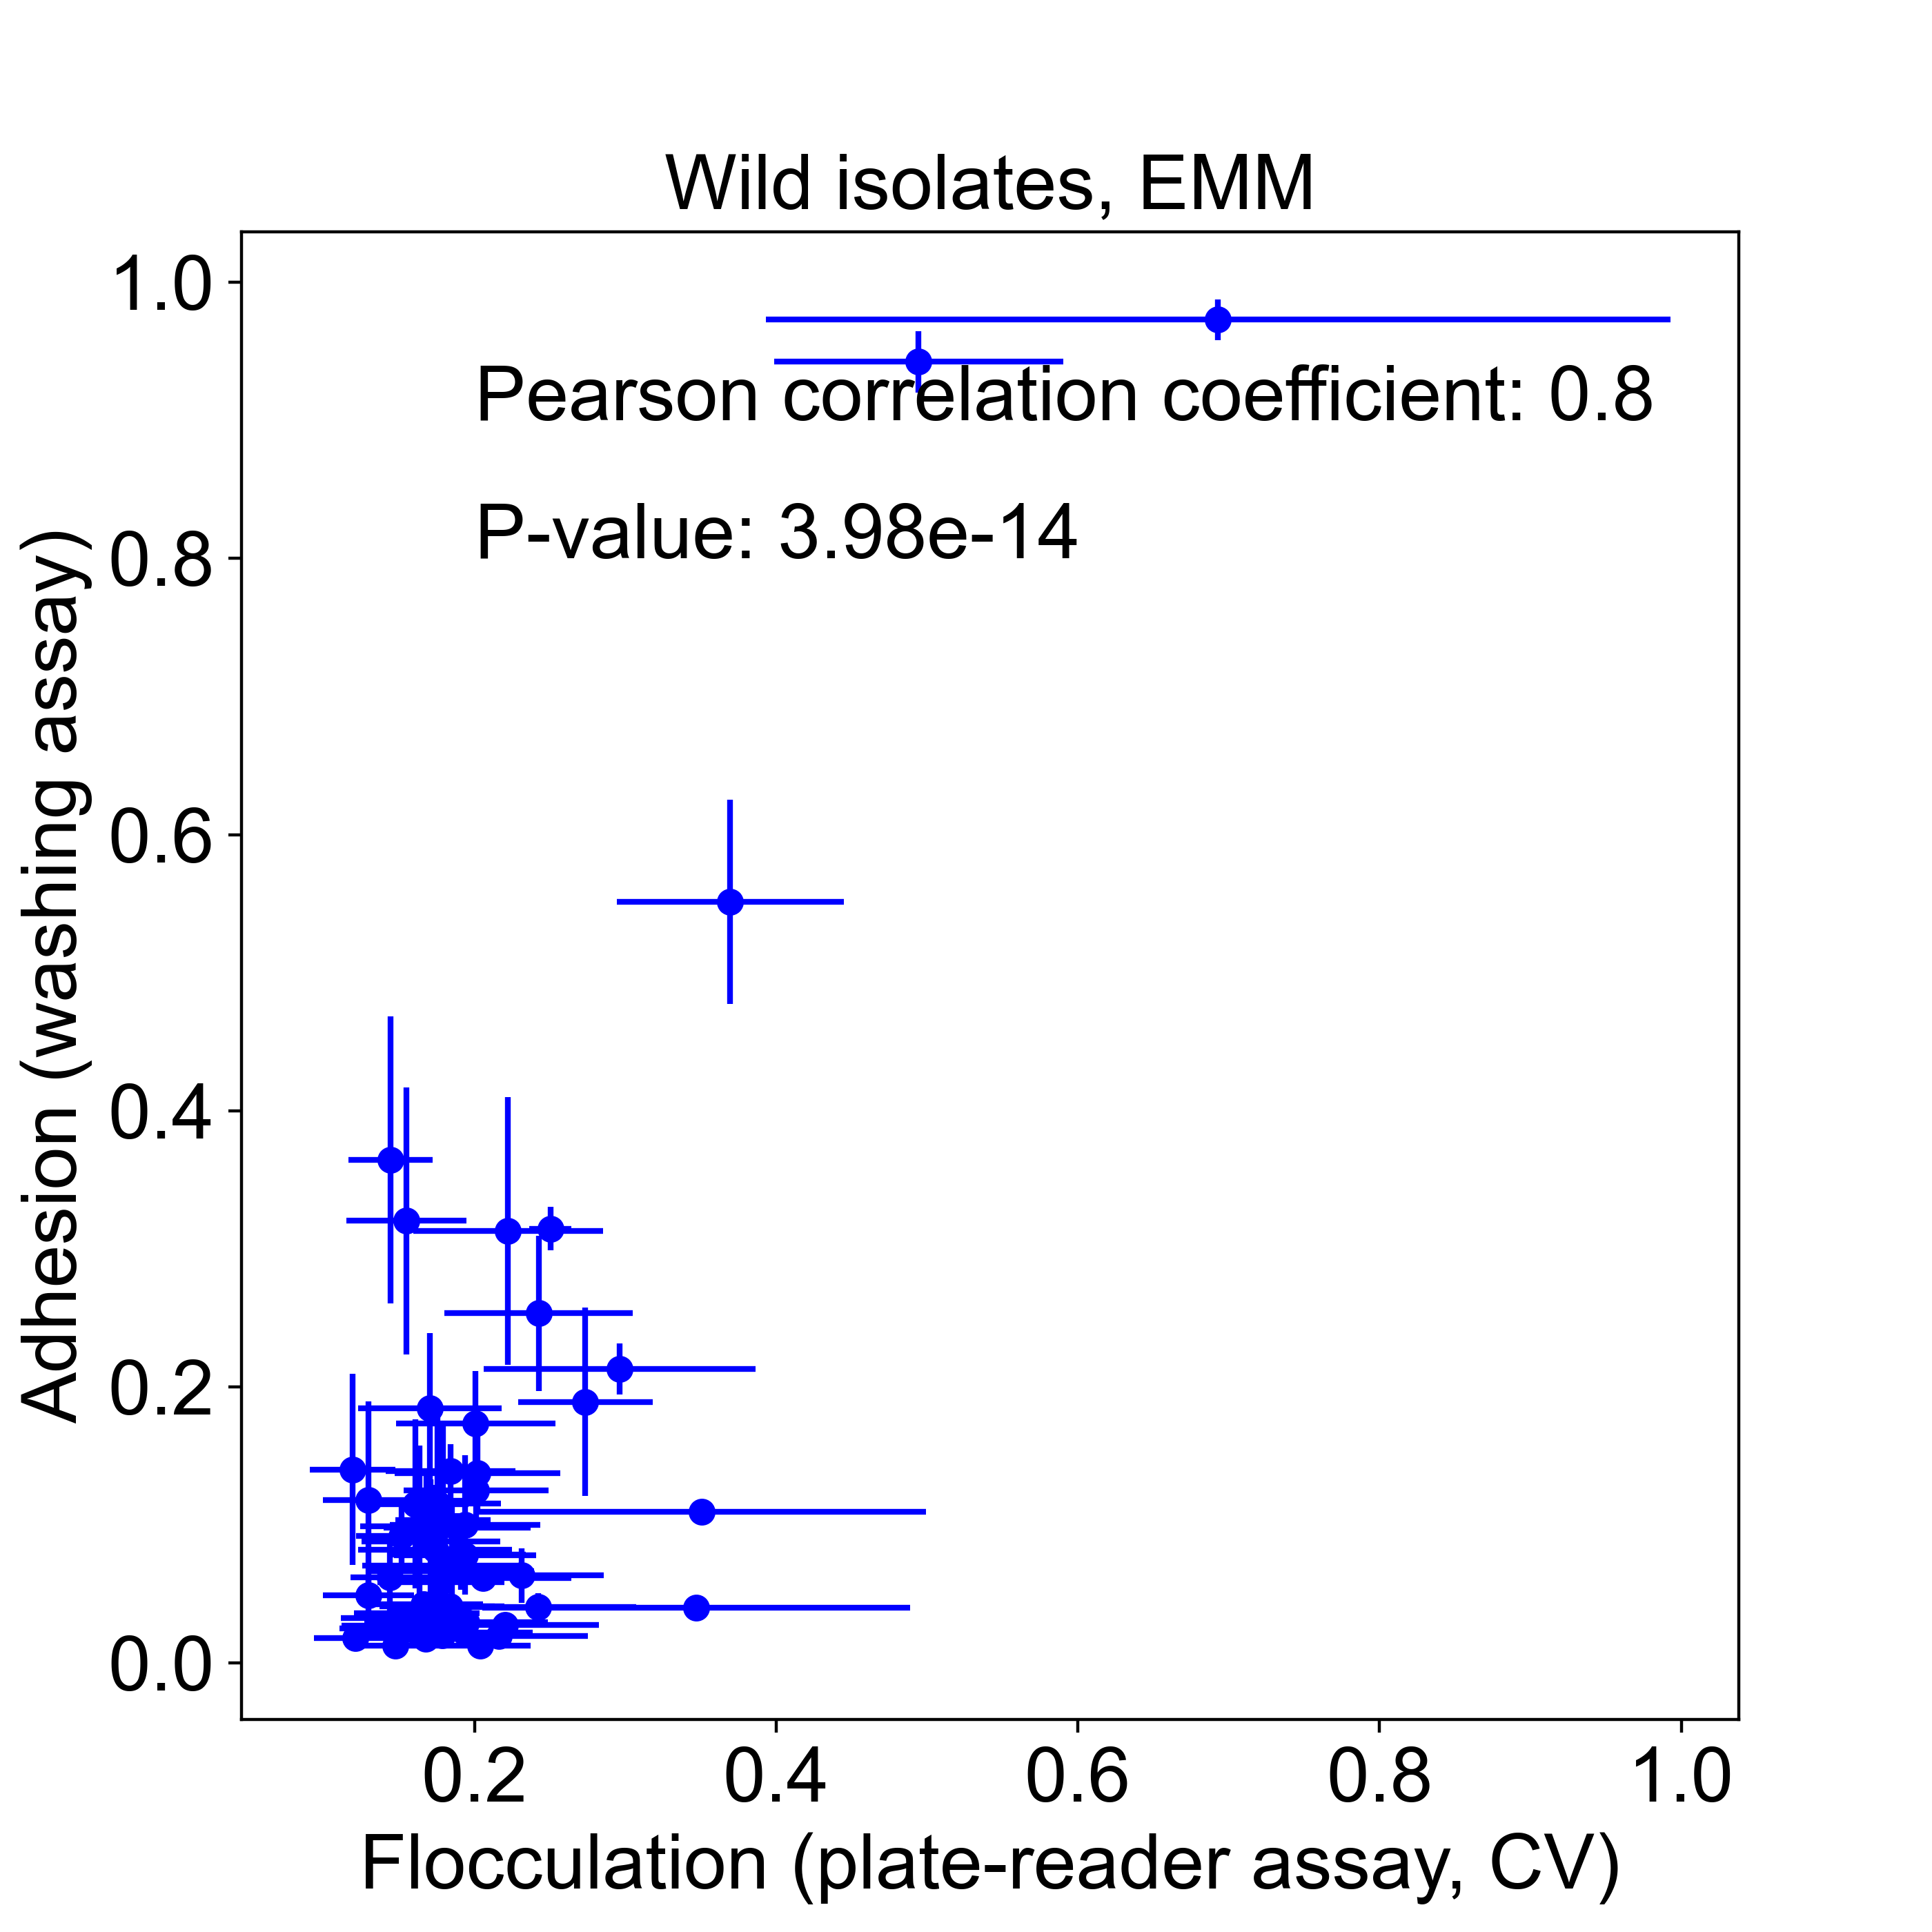 Wild isolates, EMM
1.0
0.8
0.6
0.4
0.2
0.0
Adhesion (washing assay)
Pearson correlation coefficient: 0.8
P-value: 3.98e-14
0.2
0.4
0.6
0.8
1.0
Flocculation (plate-reader assay, CV)